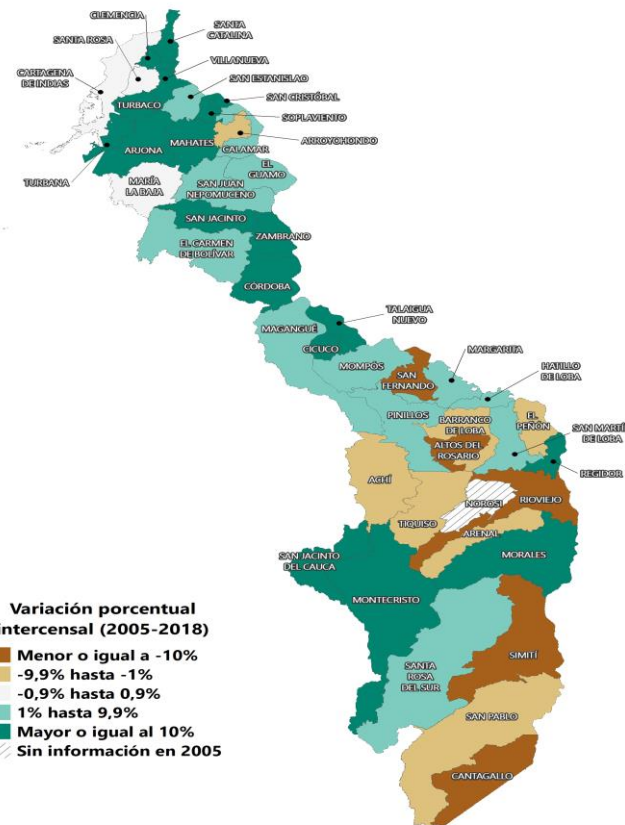 CLEMENCIA
SANTA
CATALINA
SANTA ROSA
VILLANUEVA
CARTAGENA
DE INDIAS
SAN ESTANISLAO
TURBACO
SAN CRISTÓBAL
SOPLAVIENTO
MAHATES
ARROYOHONDO
ARJONA
CALAMAR
TURBANA
EL
GUAMO
MARÍA
LA BAJA
SAN JUAN
NEPOMUCENO
SAN JACINTO
ZAMBRANO
EL CARMEN
DE BOLÍVAR
CÓRDOBA
TALAIGUA
NUEVO
MAGANGUÉ
CICUCO
MARGARITA
MOMPÓS
HATILLO
DE LOBA
SAN
FERNANDO
PINILLOS
BARRANCO
DE LOBA
EL
PEÑÓN
SAN MARTÍ
DE LOBA
ALTOS DEL
ROSARIO
REGIDOR
ACHÍ
NOROSÍ
RIOVIEJO
TIQUISO
ARENAL
SAN JACINTO
DEL CAUCA
MORALES
MONTECRISTO
SIMITÍ
SANTA
ROSA
DEL SUR
SAN PABLO
CANTAGALLO
Variación porcentual
intercensal (2005-2018)
Menor o igual a -10%
-9,9% hasta -1%
-0,9% hasta 0,9%
1% hasta 9,9%
Mayor o igual al 10%
Sin información en 2005